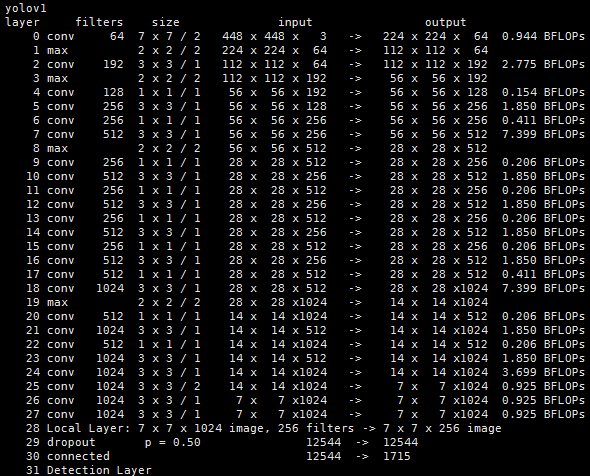 yolov1
layer     filters    size              input                output
    0 conv     64  7 x 7 / 2   448 x 448 x   3   ->   224 x 224 x  64  0.944 BFLOPs
    1 max          2 x 2 / 2   224 x 224 x  64   ->   112 x 112 x  64
    2 conv    192  3 x 3 / 1   112 x 112 x  64   ->   112 x 112 x 192  2.775 BFLOPs
    3 max          2 x 2 / 2   112 x 112 x 192   ->    56 x  56 x 192
    4 conv    128  1 x 1 / 1    56 x  56 x 192   ->    56 x  56 x 128  0.154 BFLOPs
    5 conv    256  3 x 3 / 1    56 x  56 x 128   ->    56 x  56 x 256  1.850 BFLOPs
    6 conv    256  1 x 1 / 1    56 x  56 x 256   ->    56 x  56 x 256  0.411 BFLOPs
    7 conv    512  3 x 3 / 1    56 x  56 x 256   ->    56 x  56 x 512  7.399 BFLOPs
    8 max          2 x 2 / 2    56 x  56 x 512   ->    28 x  28 x 512
    9 conv    256  1 x 1 / 1    28 x  28 x 512   ->    28 x  28 x 256  0.206 BFLOPs
   10 conv    512  3 x 3 / 1    28 x  28 x 256   ->    28 x  28 x 512  1.850 BFLOPs
   11 conv    256  1 x 1 / 1    28 x  28 x 512   ->    28 x  28 x 256  0.206 BFLOPs
   12 conv    512  3 x 3 / 1    28 x  28 x 256   ->    28 x  28 x 512  1.850 BFLOPs
   13 conv    256  1 x 1 / 1    28 x  28 x 512   ->    28 x  28 x 256  0.206 BFLOPs
   14 conv    512  3 x 3 / 1    28 x  28 x 256   ->    28 x  28 x 512  1.850 BFLOPs
   15 conv    256  1 x 1 / 1    28 x  28 x 512   ->    28 x  28 x 256  0.206 BFLOPs
   16 conv    512  3 x 3 / 1    28 x  28 x 256   ->    28 x  28 x 512  1.850 BFLOPs
   17 conv    512  1 x 1 / 1    28 x  28 x 512   ->    28 x  28 x 512  0.411 BFLOPs
   18 conv   1024  3 x 3 / 1    28 x  28 x 512   ->    28 x  28 x1024  7.399 BFLOPs
   19 max          2 x 2 / 2    28 x  28 x1024   ->    14 x  14 x1024
   20 conv    512  1 x 1 / 1    14 x  14 x1024   ->    14 x  14 x 512  0.206 BFLOPs
   21 conv   1024  3 x 3 / 1    14 x  14 x 512   ->    14 x  14 x1024  1.850 BFLOPs
   22 conv    512  1 x 1 / 1    14 x  14 x1024   ->    14 x  14 x 512  0.206 BFLOPs
   23 conv   1024  3 x 3 / 1    14 x  14 x 512   ->    14 x  14 x1024  1.850 BFLOPs
   24 conv   1024  3 x 3 / 1    14 x  14 x1024   ->    14 x  14 x1024  3.699 BFLOPs
   25 conv   1024  3 x 3 / 2    14 x  14 x1024   ->     7 x   7 x1024  0.925 BFLOPs
   26 conv   1024  3 x 3 / 1     7 x   7 x1024   ->     7 x   7 x1024  0.925 BFLOPs
   27 conv   1024  3 x 3 / 1     7 x   7 x1024   ->     7 x   7 x1024  0.925 BFLOPs
   28 Local Layer: 7 x 7 x 1024 image, 256 filters -> 7 x 7 x 256 image
   29 dropout       p = 0.50               12544  ->  12544
   30 connected                            12544  ->  1715
   31 Detection Layer